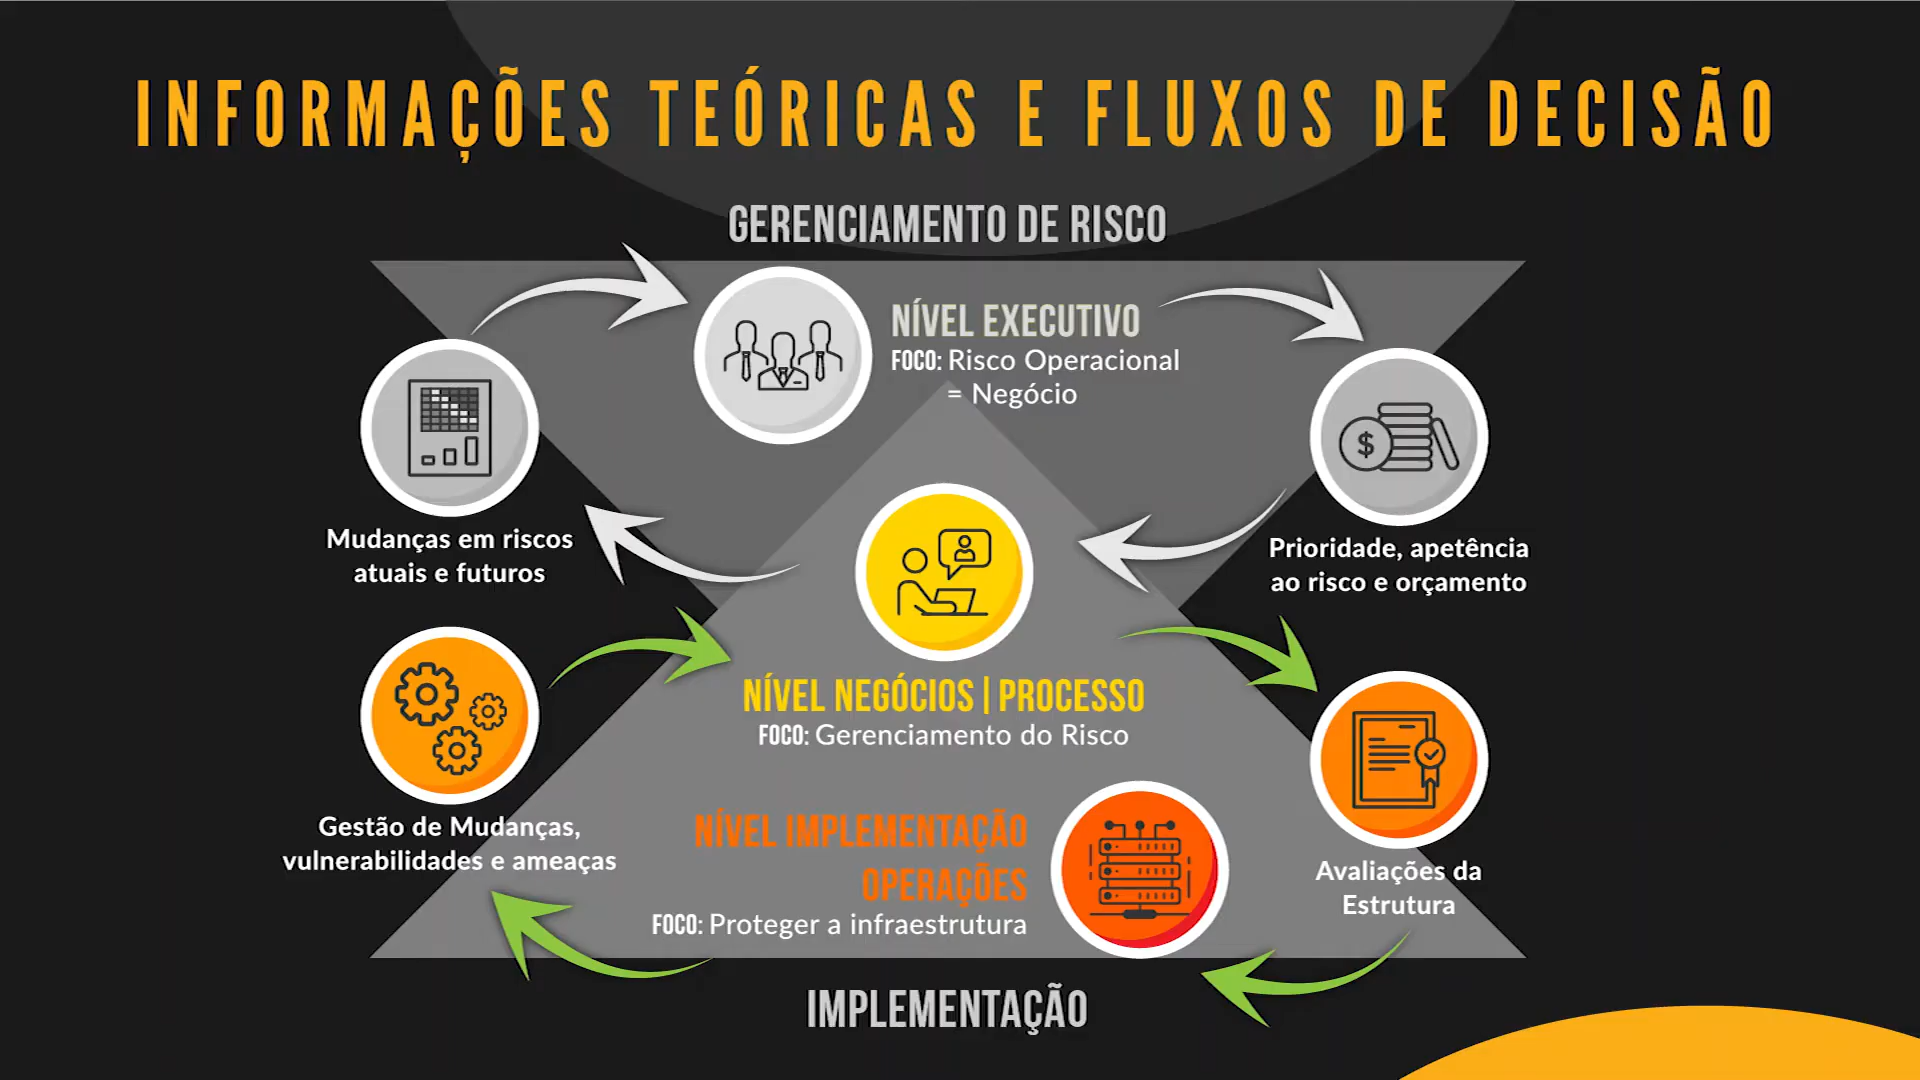 INFORMAÇÕES TEÓRICAS E FLUXOS DE DECISÃO
GERENCIAMENTO DE RISCO
NÍVEL EXECUTIVO
FOCO: Risco Operacional
= Negócio
$
Mudanças em riscos
atuais e futuros
Prioridade, apetência
ao risco e orçamento
NÍVEL NEGÓCIOS | PROCESSO
FOCO: Gerenciamento do Risco
Gestão de Mudanças,
vulnerabilidades e ameaças
NÍVEL IMPLEMENTAÇÃO
OPERAÇÕES
FOCO: Proteger a infraestrutura
Avaliações da
Estrutura
IMPLEMENTAÇÃO